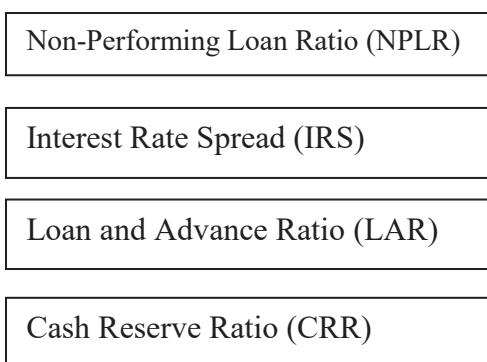 Non-Performing Loan Ratio (NPLR)
Interest Rate Spread (IRS)
Loan and Advance Ratio (LAR)
Cash Reserve Ratio (CRR)